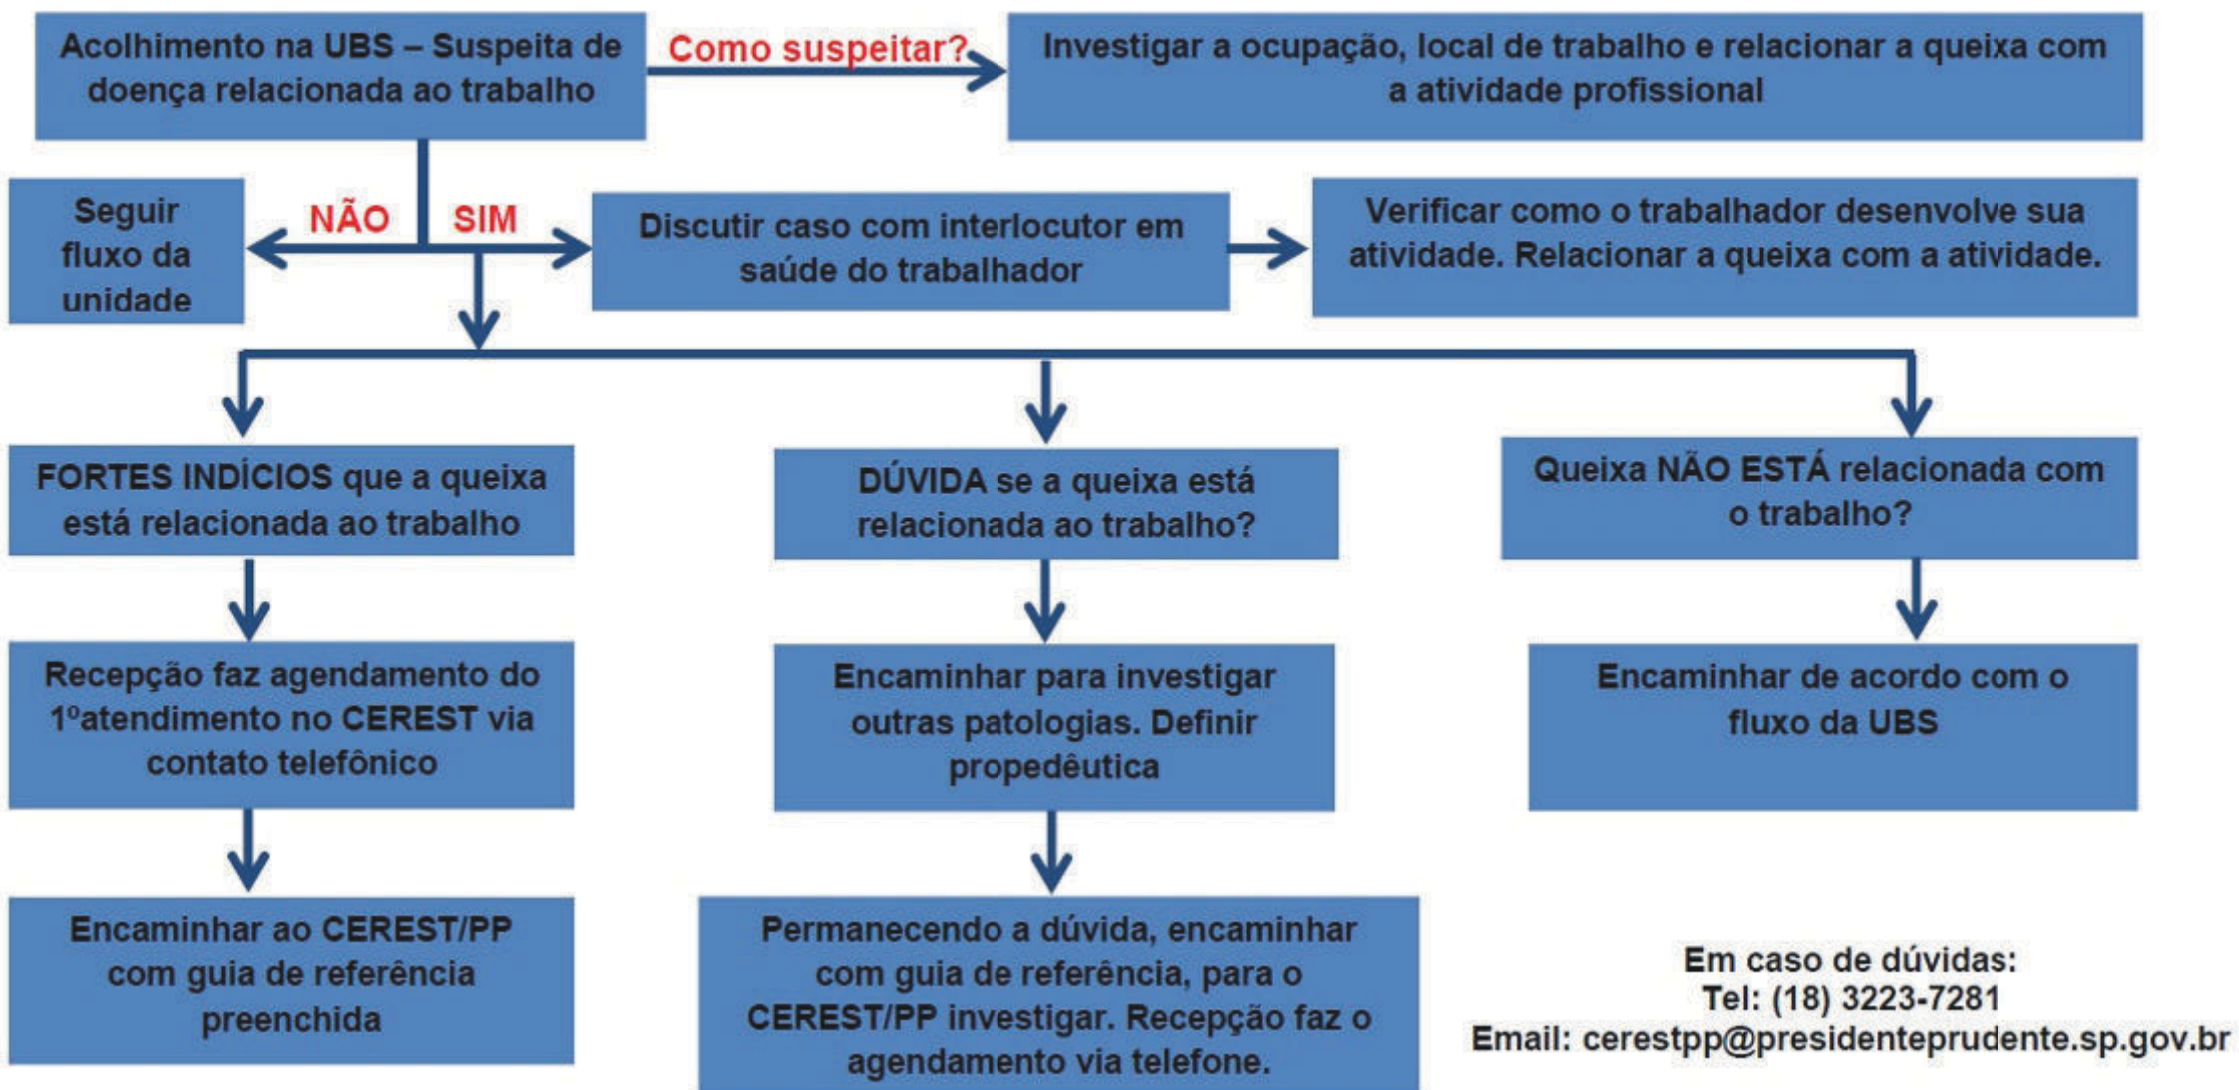 Acolhimento na UBS – Suspeita de
doença relacionada ao trabalho
Como suspeitar?
Investigar a ocupação, local de trabalho e relacionar a queixa com
a atividade profissional
Seguir
fluxo da
unidade
NÃO
SIM
Discutir caso com interlocutor em
saúde do trabalhador
Verificar como o trabalhador desenvolve sua
atividade. Relacionar a queixa com a atividade.
FORTES INDÍCIOS que a queixa
está relacionada ao trabalho
DÚVIDA se a queixa está
relacionada ao trabalho?
Queixa NÃO ESTÁ relacionada com
o trabalho?
Recepção faz agendamento do
1ºatendimento no CEREST via
contato telefônico
Encaminhar para investigar
outras patologias. Definir
propedêutica
Encaminhar de acordo com o
fluxo da UBS
Encaminhar ao CEREST/PP
com guia de referência
preenchida
Permanecendo a dúvida, encaminhar
com guia de referência, para o
CEREST/PP investigar. Recepção faz o
agendamento via telefone.
Em caso de dúvidas:
Tel: (18) 3223-7281
Email: cerestpp@presidenteprudente.sp.gov.br